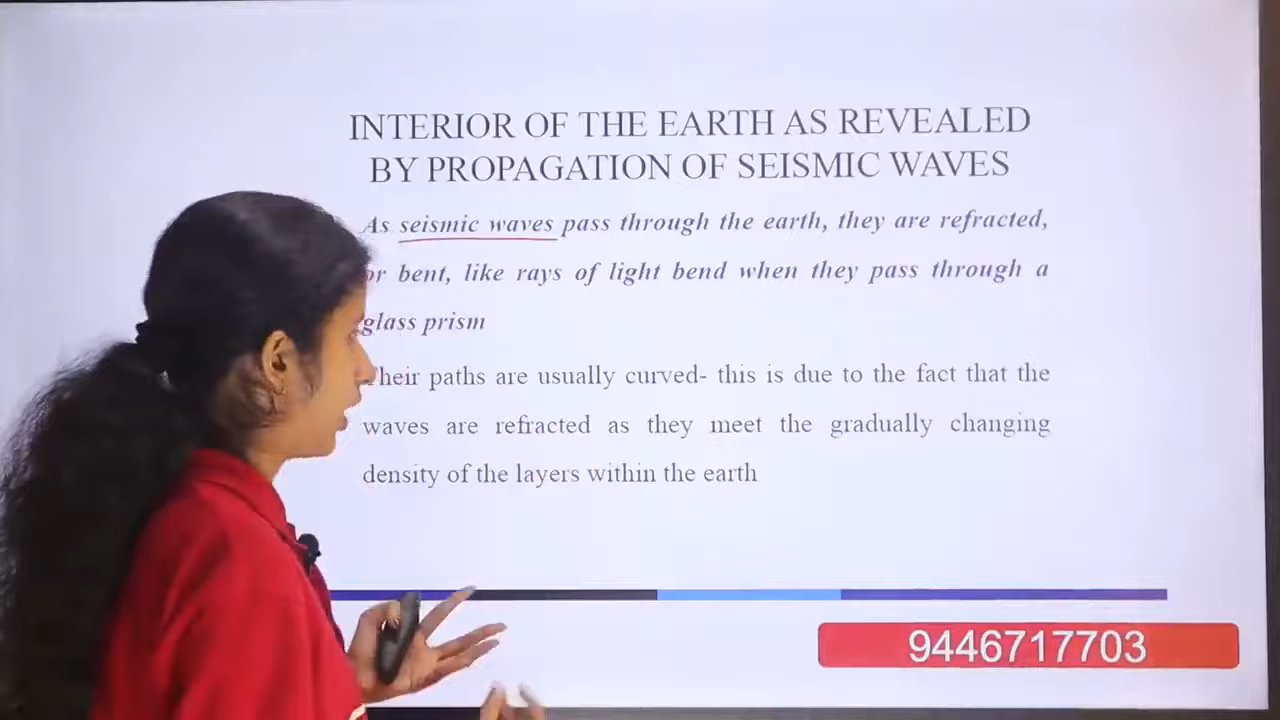 INTERIOR OF THE EARTH AS REVEALED
BY PROPAGATION OF SEISMIC WAVES
As seismic waves pass through the earth, they are refracted,
or bent, like rays of light bend when they pass through a
glass prism
Their paths are usually curved- this is due to the fact that the
waves are refracted as they meet the gradually changing
density of the layers within the earth
9446717703